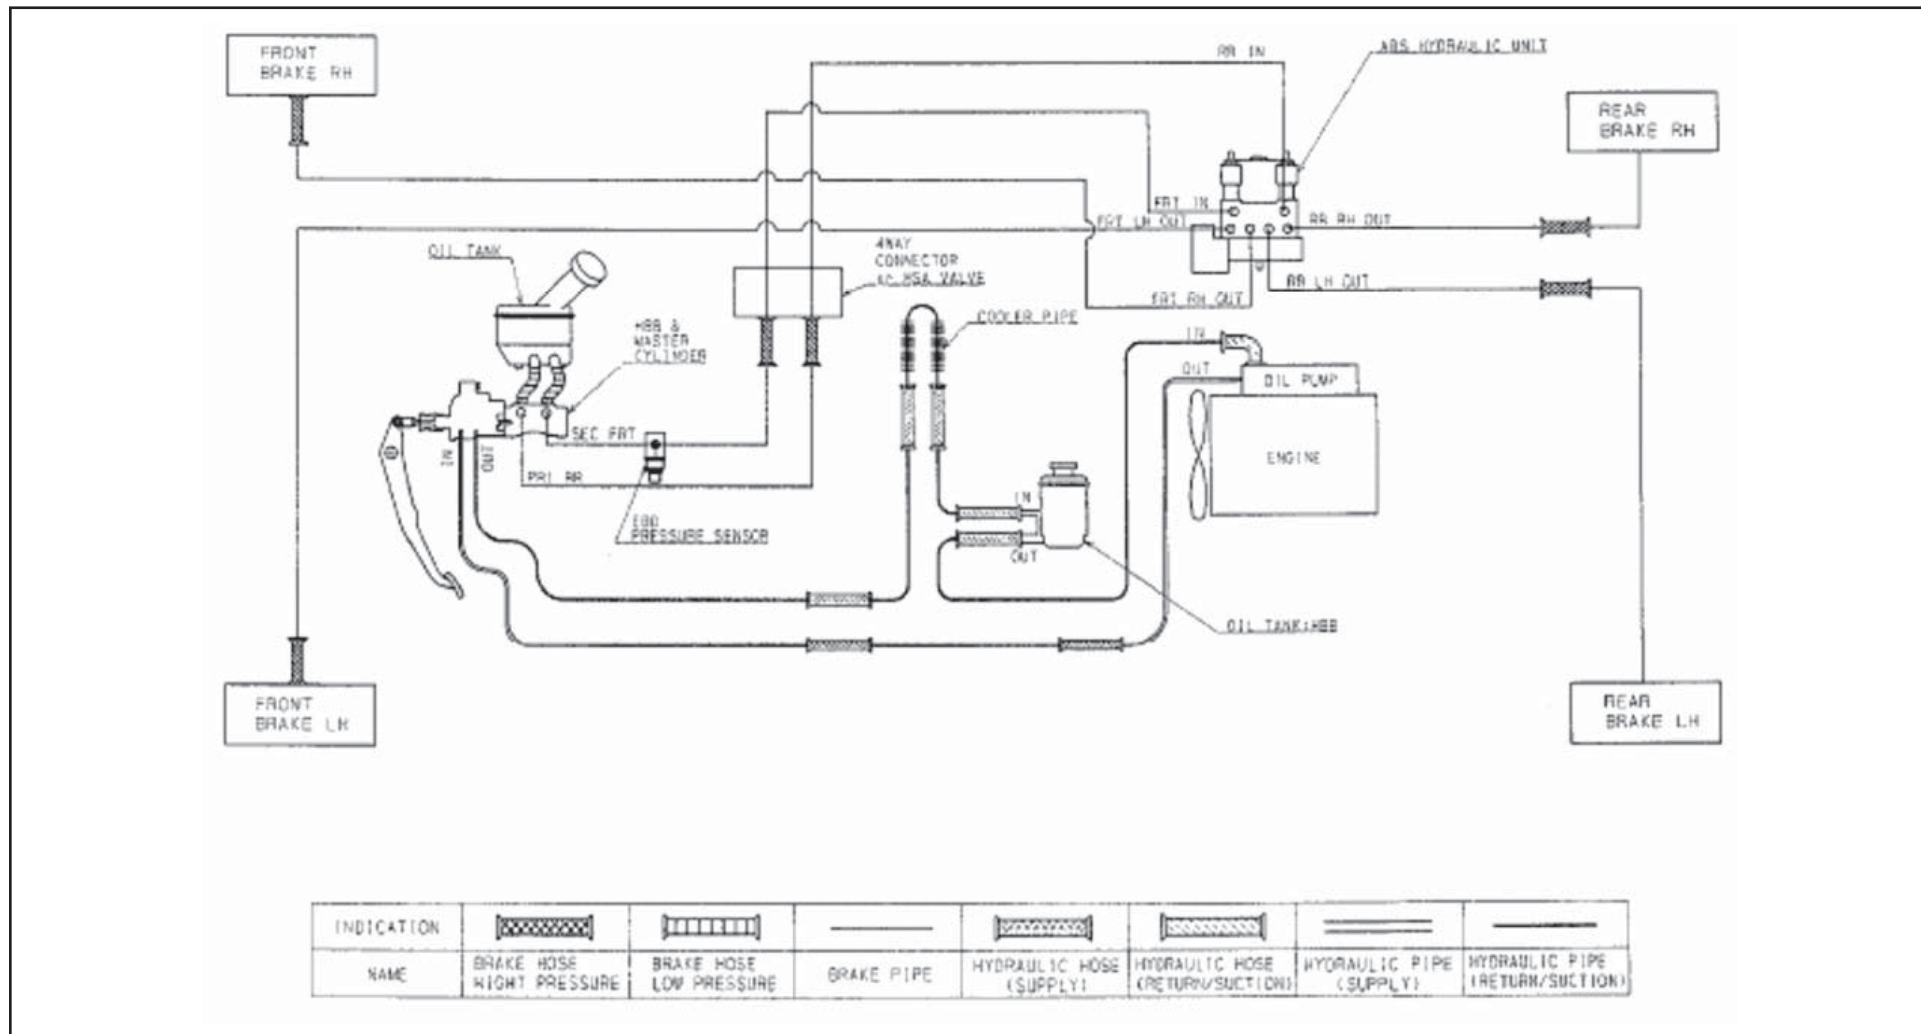 FRONT
BRAKE RH
RR IN
ABS HYDRAULIC UNIT
REAR
BRAKE RH
FRT IN
FRT LH OUT
RR RH OUT
OIL TANK
4WAY
CONNECTOR
or HSA VALVE
RR LH OUT
FRT RH OUT
COOLER PIPE
HBB &
MASTER
CYLINDER
IN
OUT
OIL PUMP
SEC FRT
IN
OUT
ENGINE
PRI RR
IN
EBD
PRESSURE SENSOR
OUT
OIL TANK:HBB
FRONT
BRAKE LH
REAR
BRAKE LH
INDICATION
NAME
BRAKE HOSE
HIGHT PRESSURE
BRAKE HOSE
LOW PRESSURE
BRAKE PIPE
HYDRAULIC HOSE
(SUPPLY)
HYDRAULIC HOSE
(RETURN/SUCTION)
HYDRAULIC PIPE
(SUPPLY)
HYDRAULIC PIPE
(RETURN/SUCTION)